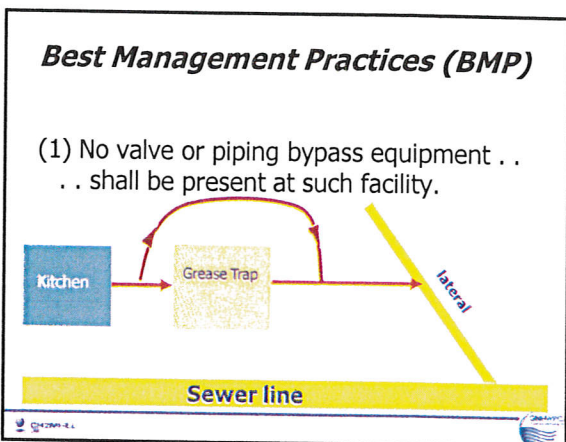 Best Management Practices (BMP)
(1) No valve or piping bypass equipment . .
. . shall be present at such facility.
Kitchen
Grease Trap
lateral
Sewer line